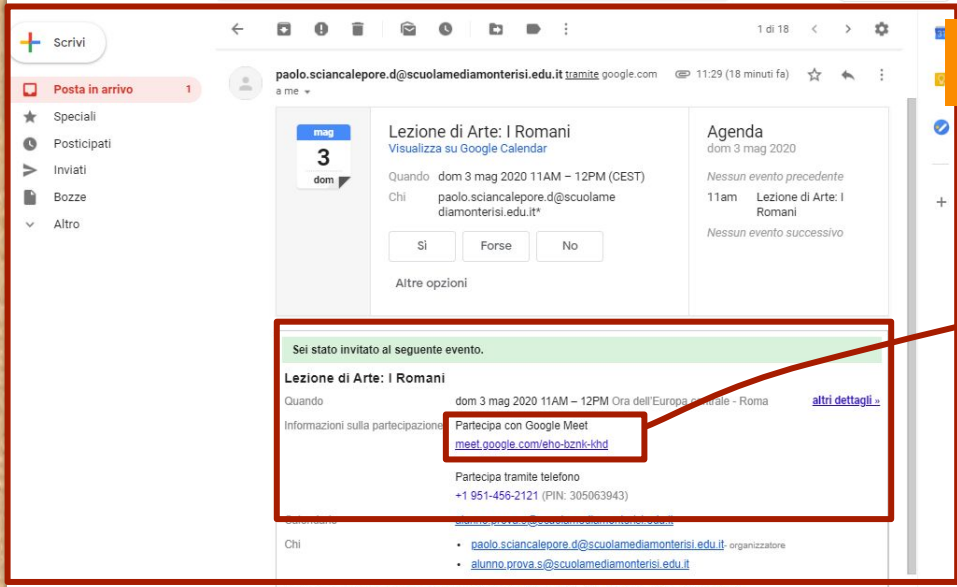 Scrivi
1 di 18
Posta in arrivo 1
Speciali
Posticipati
Inviati
Bozze
Altro
paolo.sciancalepore.d@scuolamediamonterisi.edu.it tramite google.com 11:29 (18 minuti fa)
a me
mag
3
dom
Lezione di Arte: I Romani
Visualizza su Google Calendar
Quando dom 3 mag 2020 11AM – 12PM (CEST)
Chi paolo.sciancalepore.d@scuolame
diamonterisi.edu.it*
Sì Forse No
Altre opzioni
Agenda
dom 3 mag 2020
Nessun evento precedente
11am Lezione di Arte: I
Romani
Nessun evento successivo
Sei stato invitato al seguente evento.
Lezione di Arte: I Romani
Quando dom 3 mag 2020 11AM – 12PM Ora dell'Europa centrale - Roma altri dettagli »
Informazioni sulla partecipazione Partecipa con Google Meet
meet.google.com/eho-bznk-khd
Partecipa tramite telefono
+1 951-456-2121 (PIN: 305063943)
Calendario alunno.prova.s@scuolamediamonterisi.edu.it
Chi • paolo.sciancalepore.d@scuolamediamonterisi.edu.it - organizzatore
• alunno.prova.s@scuolamediamonterisi.edu.it